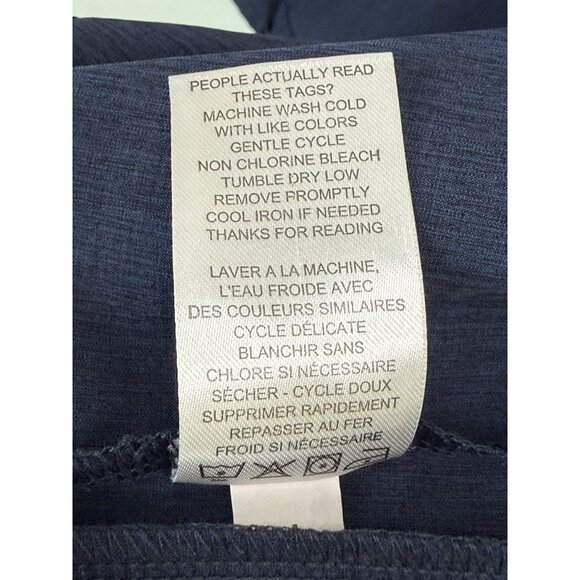 PEOPLE ACTUALLY READ
THESE TAGS?
MACHINE WASH COLD
WITH LIKE COLORS
GENTLE CYCLE
NON CHLORINE BLEACH
TUMBLE DRY LOW
REMOVE PROMPTLY
COOL IRON IF NEEDED
THANKS FOR READING
LAVER A LA MACHINE,
L'EAU FROIDE AVEC
DES COULEURS SIMILAIRES
CYCLE DÉLICATE
BLANCHIR SANS
CHLORE SI NÉCESSAIRE
SÉCHER - CYCLE DOUX
SUPPRIMER RAPIDEMENT
REPASSER AU FER
FROID SI NÉCESSAIRE